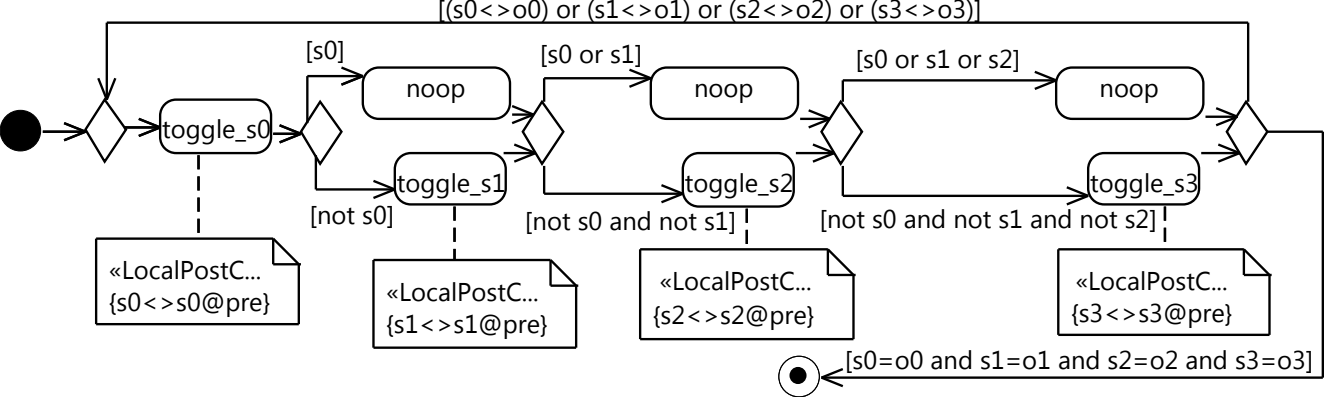 [(s0<>o0) or (s1<>o1) or (s2<>o2) or (s3<>o3)]
[s0]
[s0 or s1]
[s0 or s1 or s2]
noop
noop
noop
toggle_s0
toggle_s1
toggle_s2
toggle_s3
[not s0]
[not s0 and not s1]
[not s0 and not s1 and not s2]
«LocalPostC...
{s0<>s0@pre}
«LocalPostC...
{s1<>s1@pre}
«LocalPostC...
{s2<>s2@pre}
«LocalPostC...
{s3<>s3@pre}
[s0=o0 and s1=o1 and s2=o2 and s3=o3]